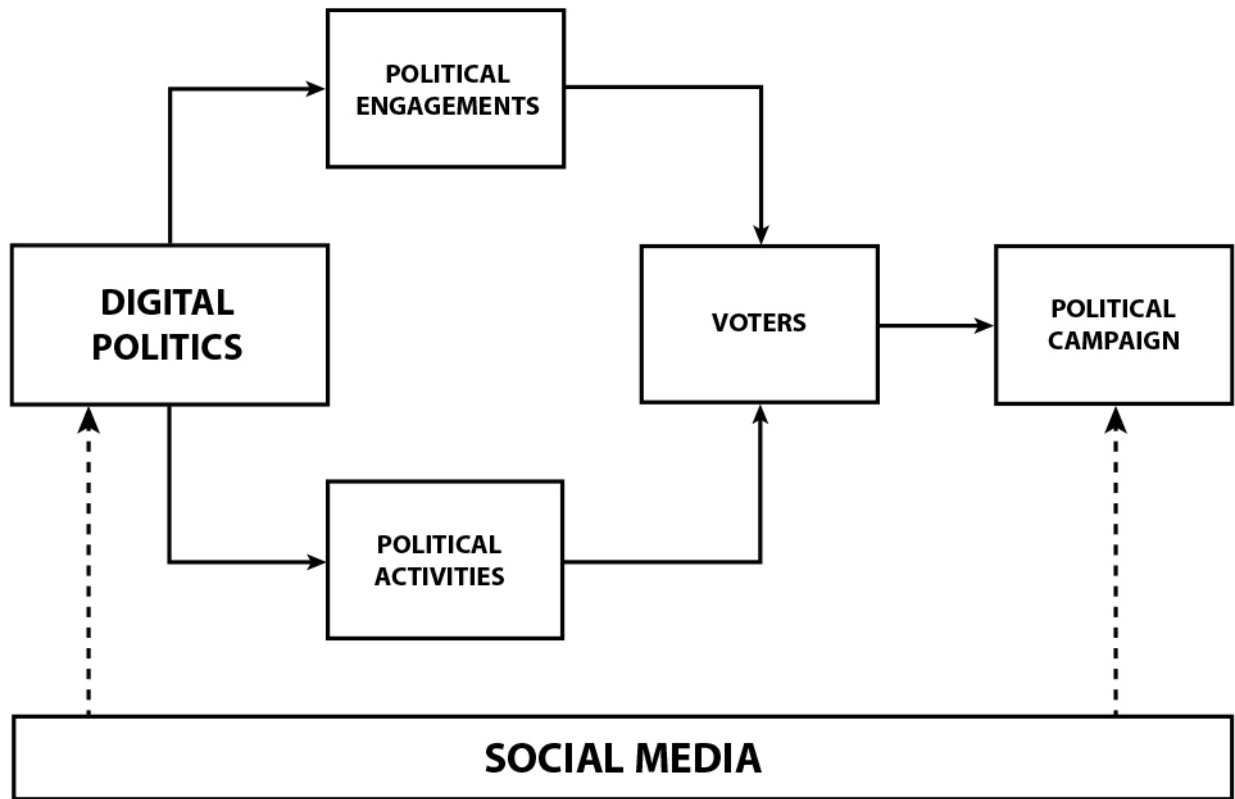 POLITICAL
ENGAGEMENTS
DIGITAL
POLITICS
VOTERS
POLITICAL
CAMPAIGN
POLITICAL
ACTIVITIES
SOCIAL MEDIA